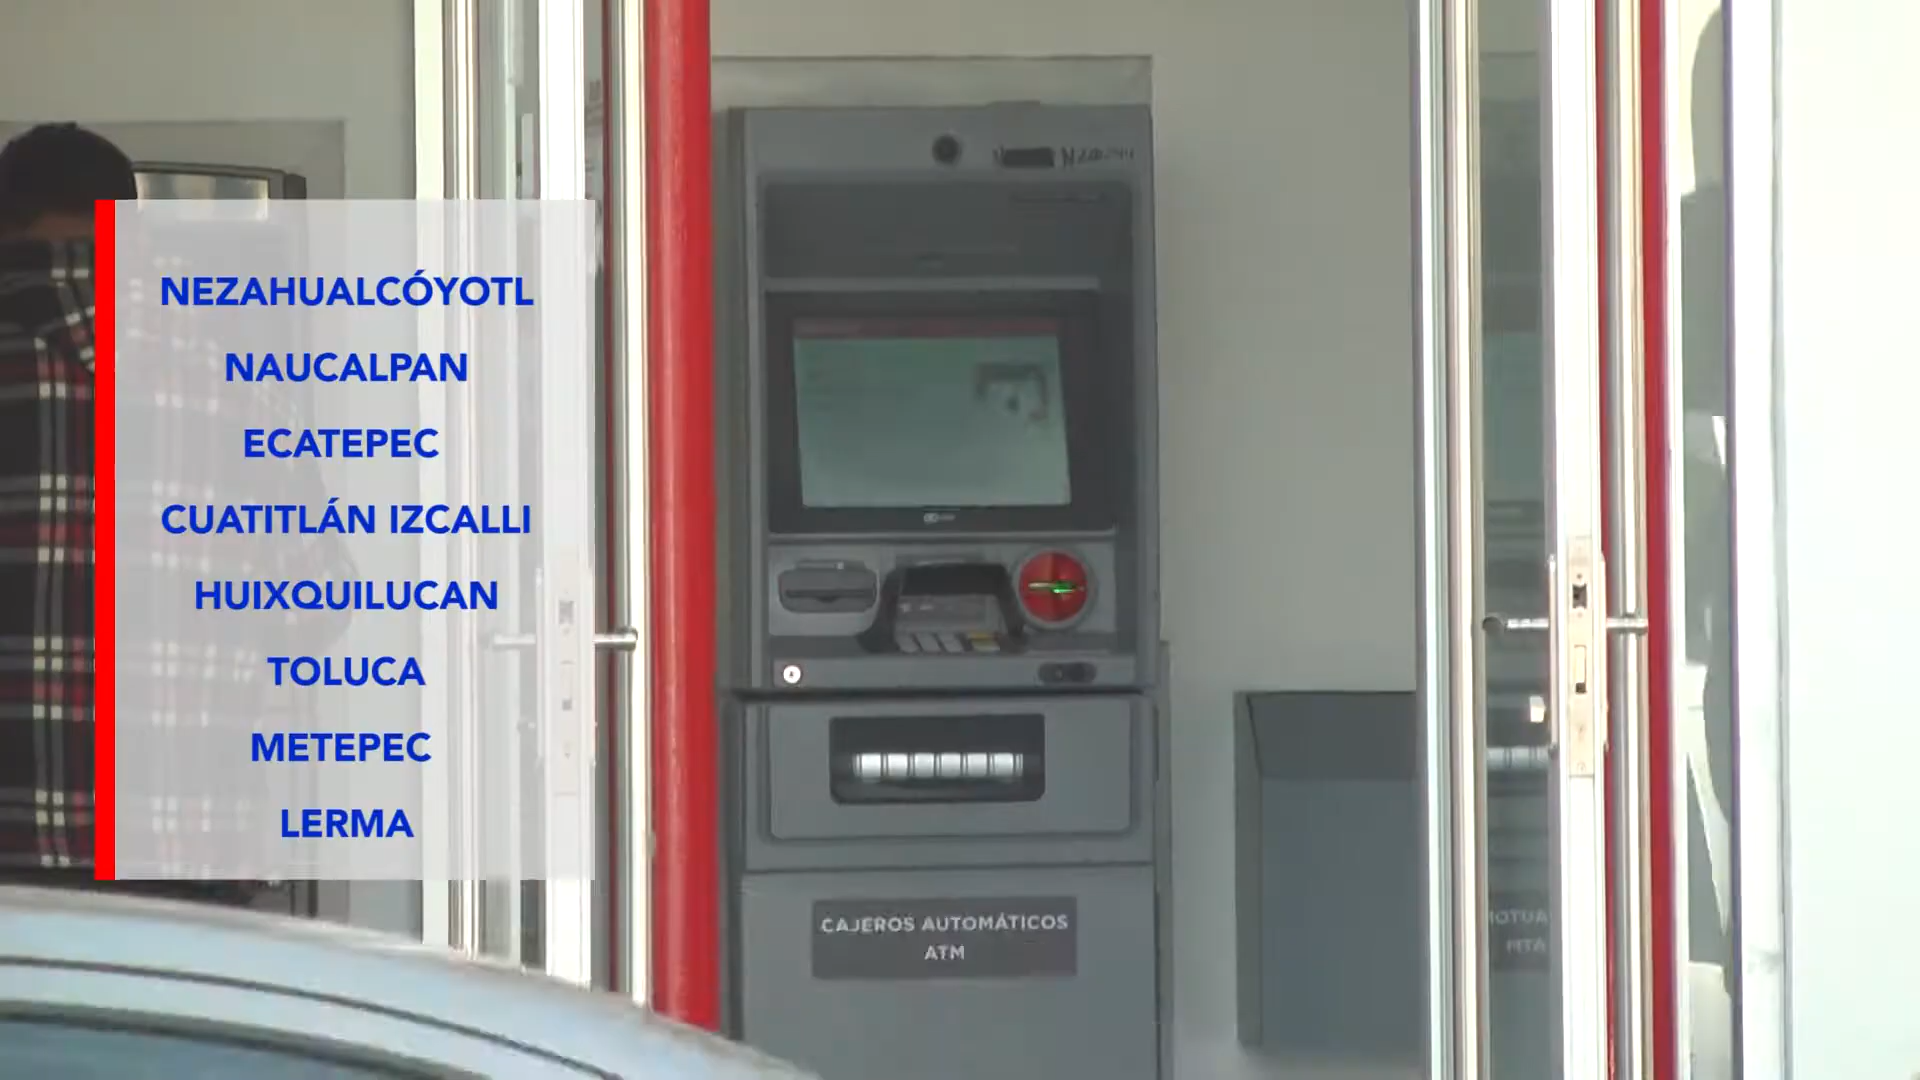 NEZAHUALCÓYOTL
NAUCALPAN
ECATEPEC
CUATITLÁN IZCALLI
HUIXQUILUCAN
TOLUCA
METEPEC
LERMA
CAJEROS AUTOMÁTICOS
ATM